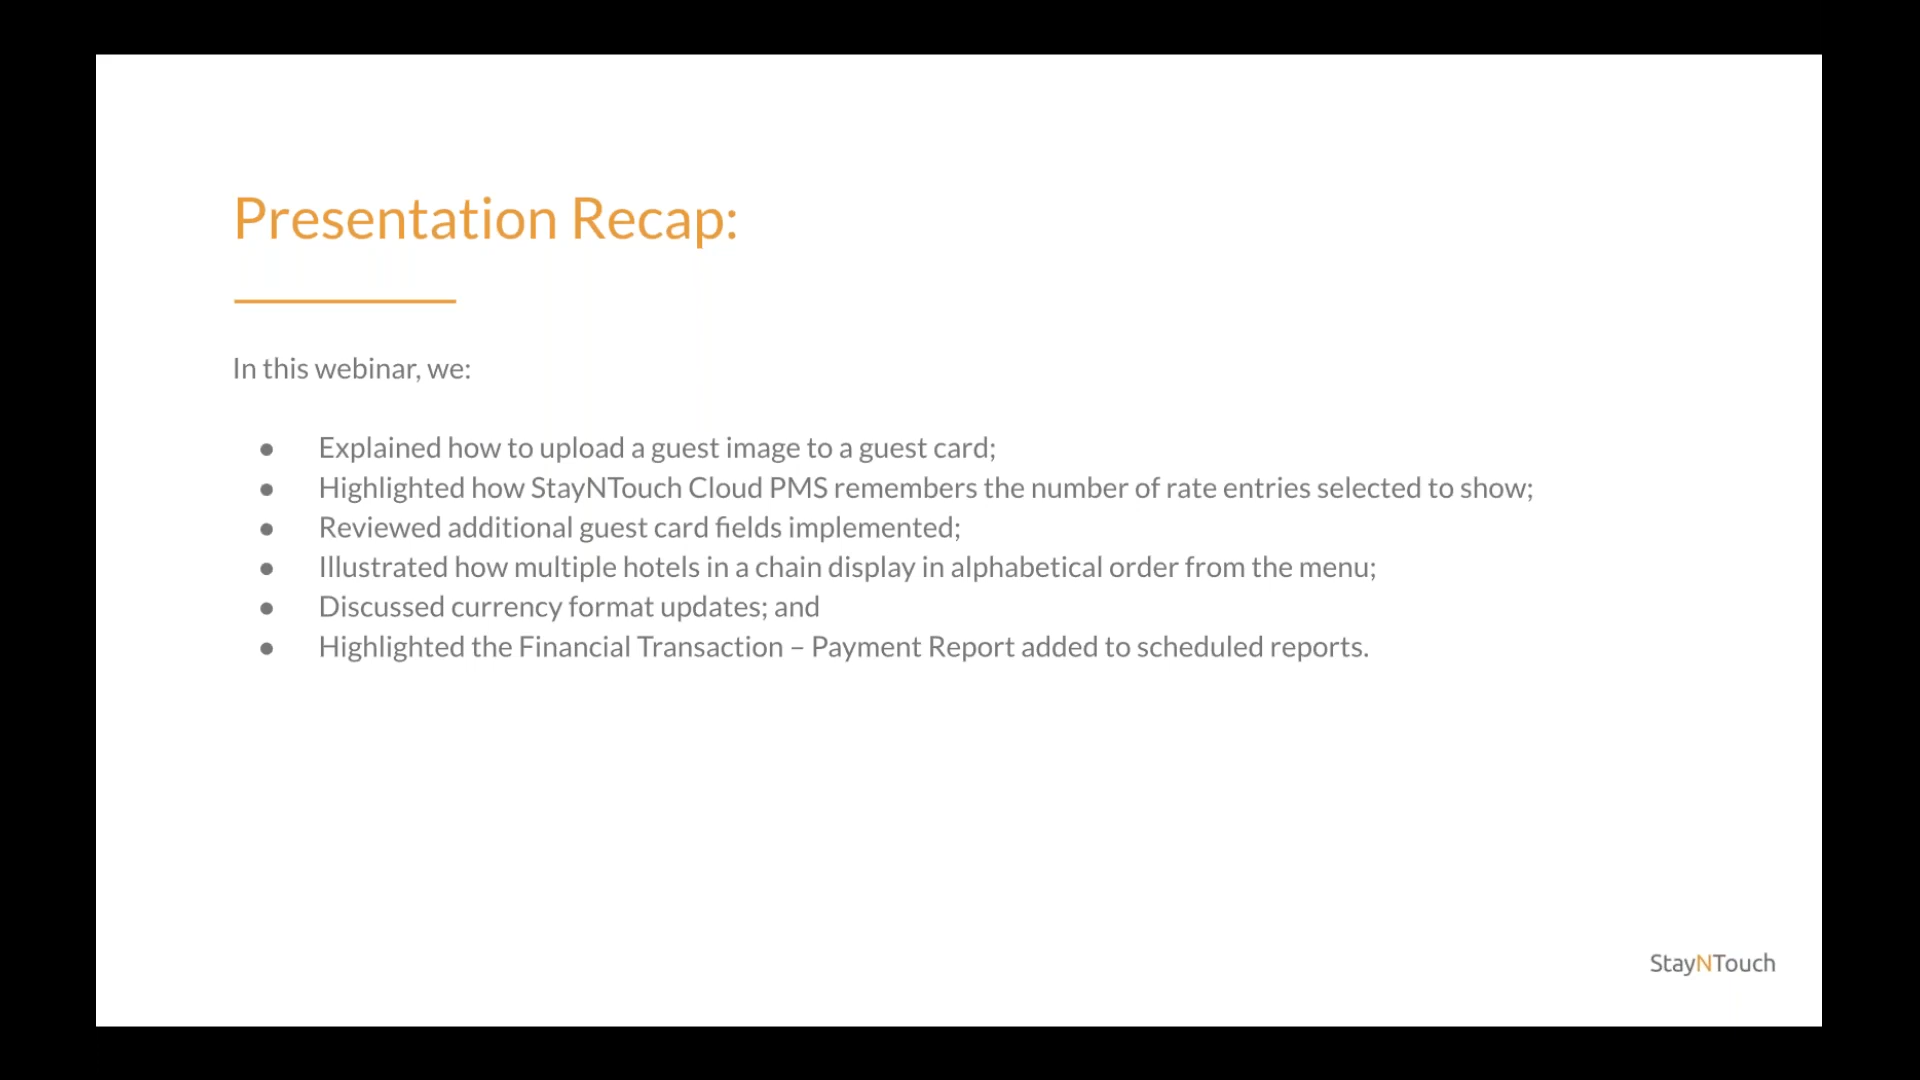 Presentation Recap:
In this webinar, we:
● Explained how to upload a guest image to a guest card;
● Highlighted how StayNTouch Cloud PMS remembers the number of rate entries selected to show;
● Reviewed additional guest card fields implemented;
● Illustrated how multiple hotels in a chain display in alphabetical order from the menu;
● Discussed currency format updates; and
● Highlighted the Financial Transaction – Payment Report added to scheduled reports.
StayNTouch